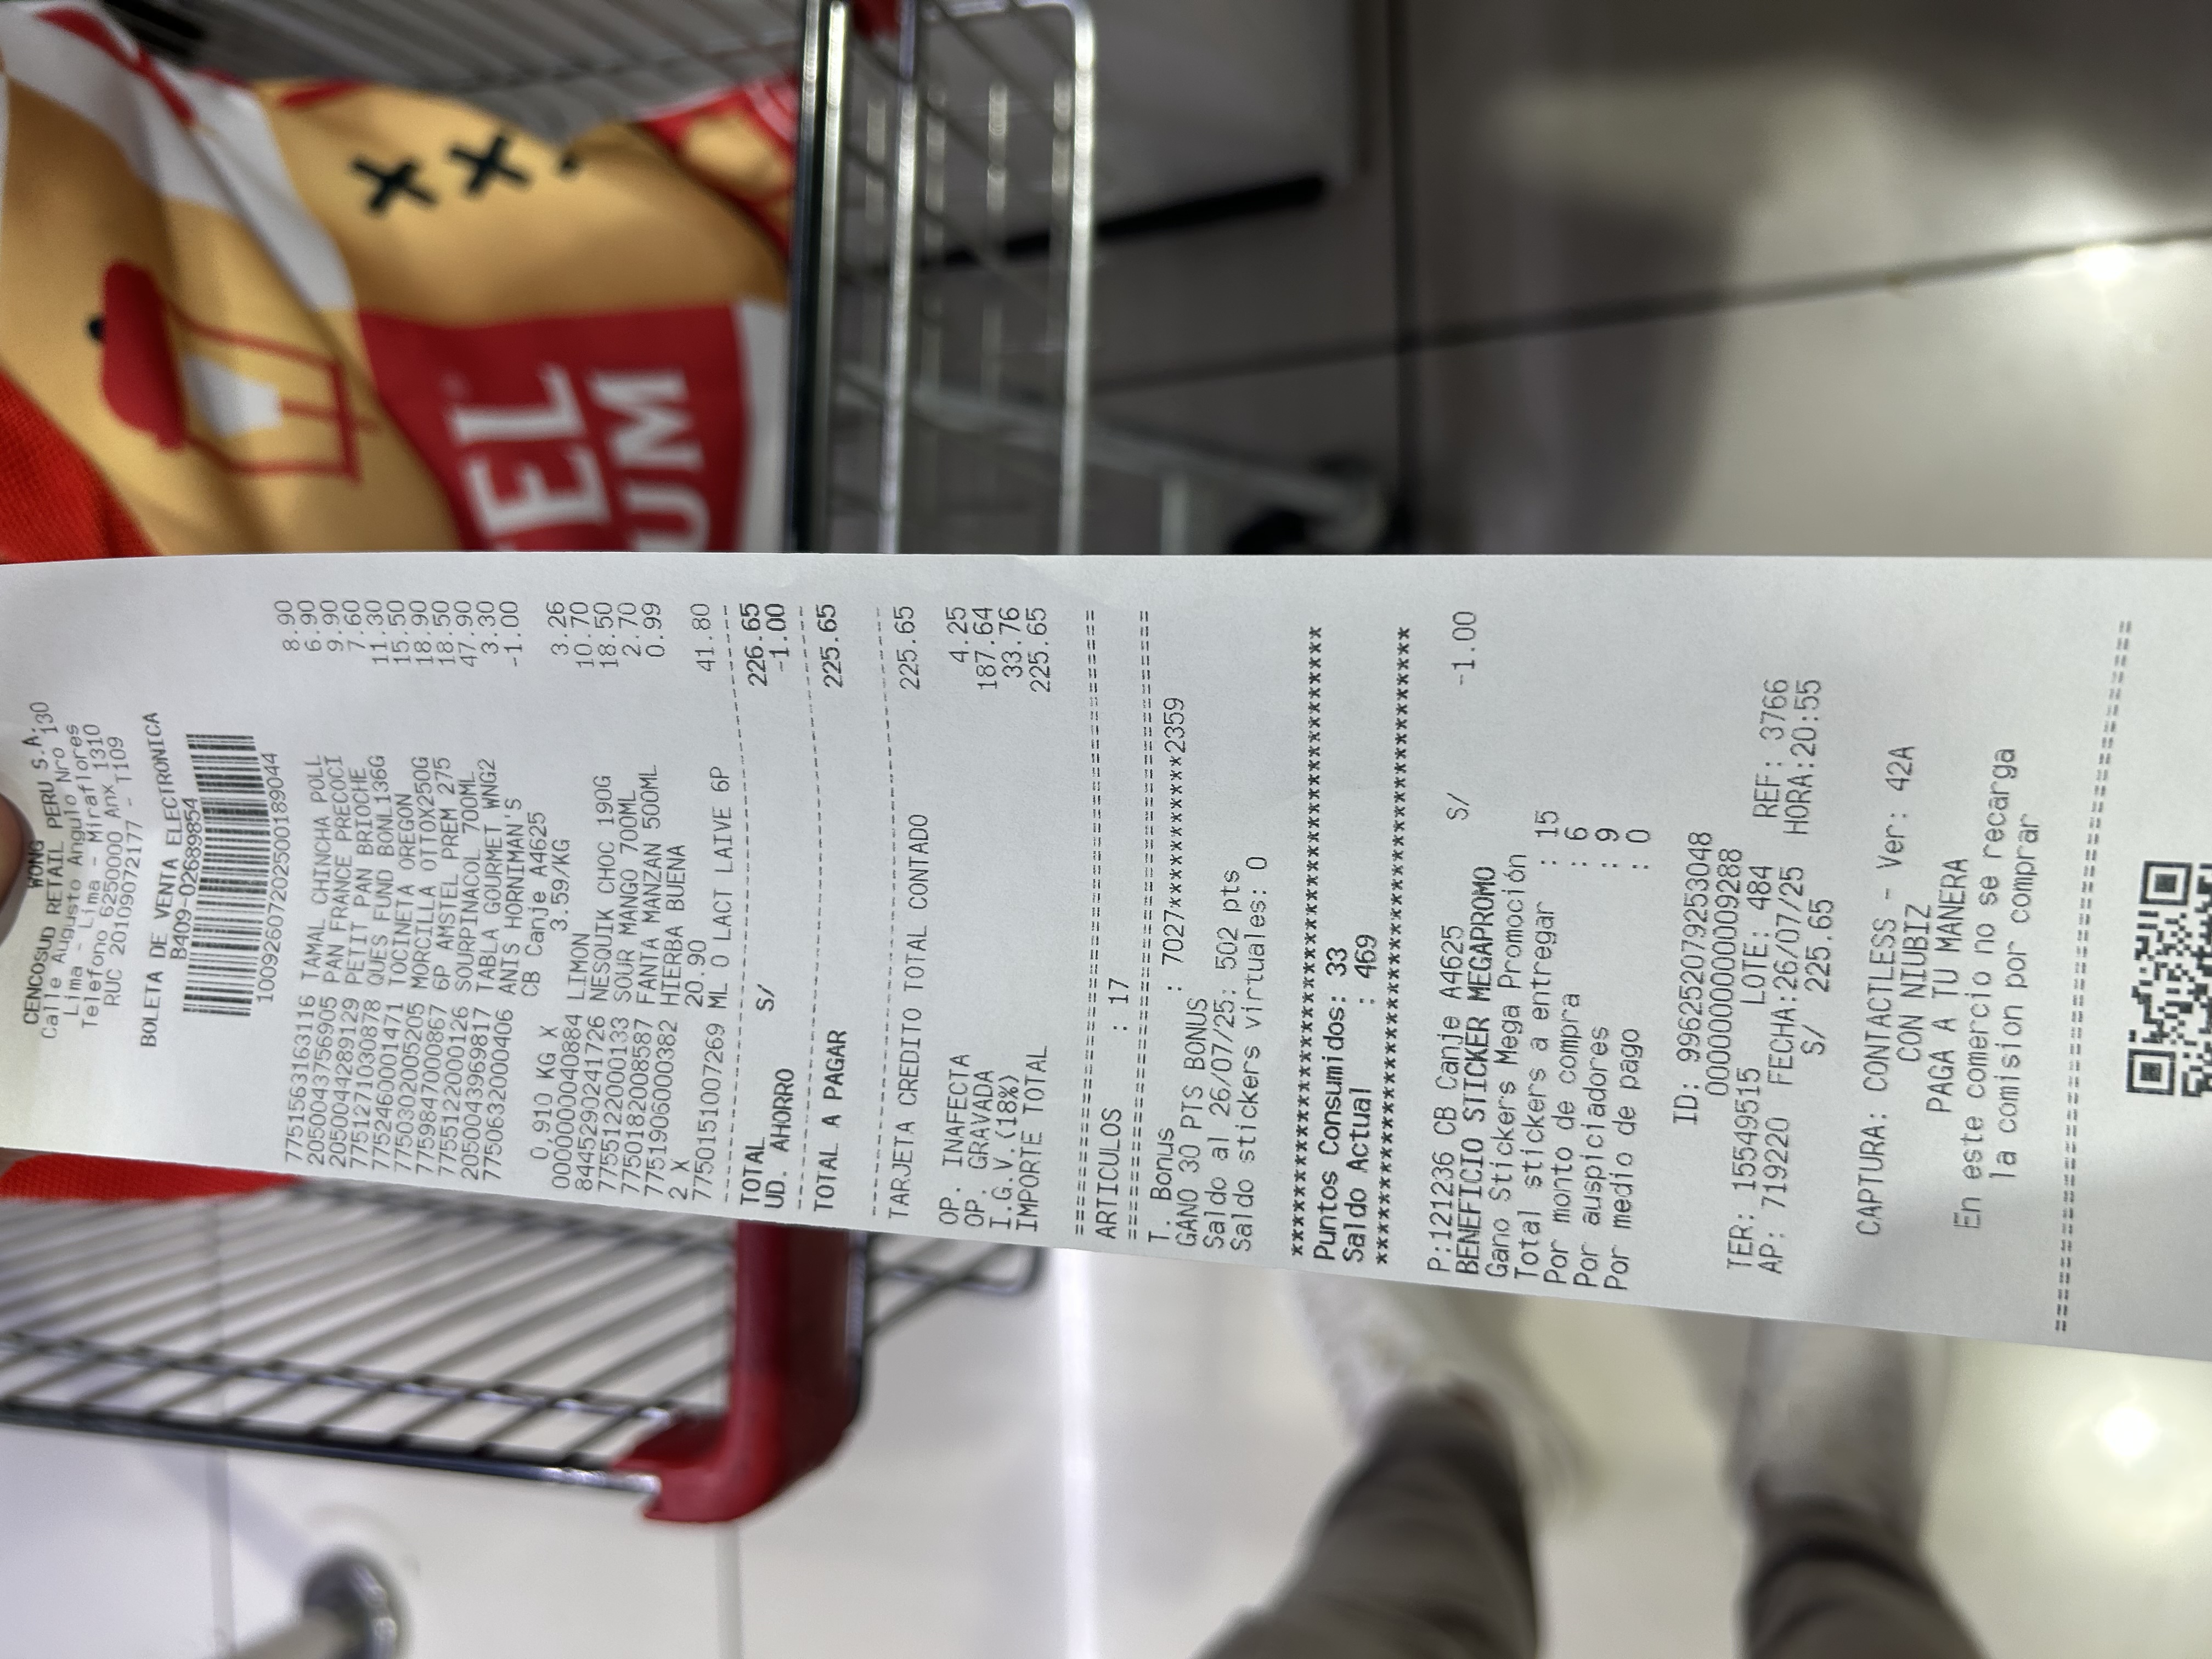 WONG
CENCOSUD RETAIL PERU S.A.
Calle Augusto Angulo Nro 130
Lima - Lima - Miraflores
Telefono 6250000 Anx 1310
RUC 20109072177 - T109
BOLETA DE VENTA ELECTRONICA
B409-02689854
100926072025001890​44
7751563163116 TAMAL CHINCHA POLL 8.90
2050043756905 PAN FRANCE PRECOCI 6.90
2050044289129 PETIT PAN BRIOCHE 9.90
7751271030878 QUES FUND BONL136G 7.60
7752460001471 TOCINETA OREGON 11.30
7750302005205 MORCILLA OTTOX250G 15.50
7759847000867 6P AMSTEL PREM 275 18.90
7755122000126 SOURPINACOL 700ML 18.50
2050043969817 TABLA GOURMET WNG2 47.90
7750632000406 ANIS HORNIMAN'S 3.30
CB Canje A4625 -1.00
0,910 KG X 3.59/KG
0000000040884 LIMON 3.26
8445290241726 NESQUIK CHOC 190G 10.70
7755122000133 SOUR MANGO 700ML 18.50
7750182008587 FANTA MANZAN 500ML 2.70
7751906000382 HIERBA BUENA 0.99
2 X 20.90
7750151007269 ML O LACT LAIVE 6P 41.80
TOTAL S/ 226.65
UD. AHORRO -1.00
TOTAL A PAGAR 225.65
TARJETA CREDITO TOTAL CONTADO 225.65
OP. INAFECTA 4.25
OP. GRAVADA 187.64
I.G.V.(18%) 33.76
IMPORTE TOTAL 225.65
ARTICULOS : 17
T. Bonus : 7027***********2359
GANO 30 PTS BONUS
Saldo al 26/07/25: 502 pts
Saldo stickers virtuales: 0
Puntos Consumidos: 33
Saldo Actual : 469
P:121236 CB Canje A4625 S/ -1.00
BENEFICIO STICKER MEGAPROMO
Gano Stickers Mega Promoción
Total stickers a entregar : 15
Por monto de compra : 6
Por auspiciadores : 9
Por medio de pago : 0
ID: 996252079253048
0000000000009288
TER: 15549515 LOTE: 484 REF: 3766
AP: 719220 FECHA:26/07/25 HORA:20:55
S/ 225.65
CAPTURA: CONTACTLESS - Ver: 42A
CON NIUBIZ
PAGA A TU MANERA
En este comercio no se recarga
la comision por comprar
TEL
UM